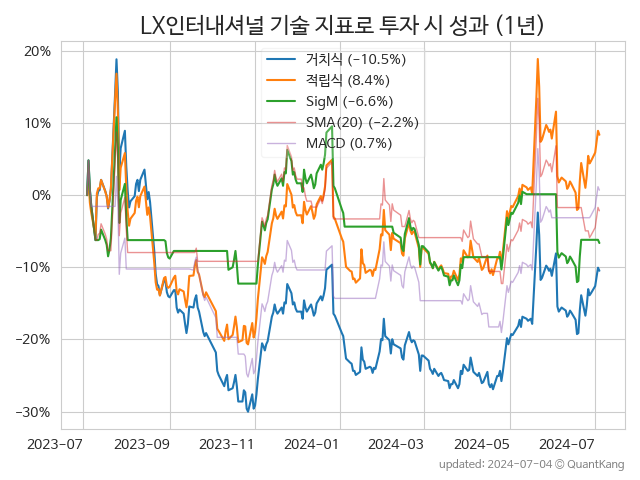 LX인터내셔널 기술 지표로 투자 시 성과 (1년)
20%
10%
0%
−10%
−20%
−30%
거치식 (−10.5%)
적립식 (8.4%)
SigM (−6.6%)
SMA(20) (−2.2%)
MACD (0.7%)
2023-07
2023-09
2023-11
2024-01
2024-03
2024-05
2024-07
updated: 2024-07-04 © QuantKang